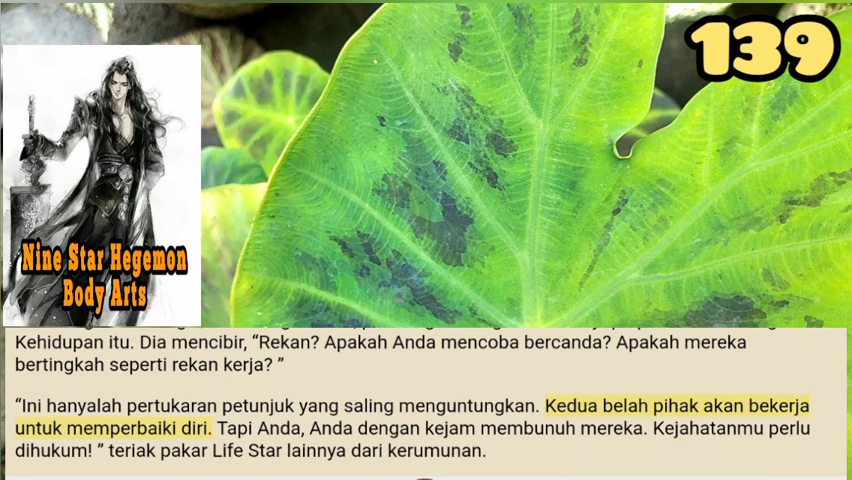 139
Nine Star Hegemon
Body Arts
Kehidupan itu. Dia mencibir, “Rekan? Apakah Anda mencoba bercanda? Apakah mereka
bertingkah seperti rekan kerja? ”
“Ini hanyalah pertukaran petunjuk yang saling menguntungkan. Kedua belah pihak akan bekerja
untuk memperbaiki diri. Tapi Anda, Anda dengan kejam membunuh mereka. Kejahatanmu perlu
dihukum! ” teriak pakar Life Star lainnya dari kerumunan.